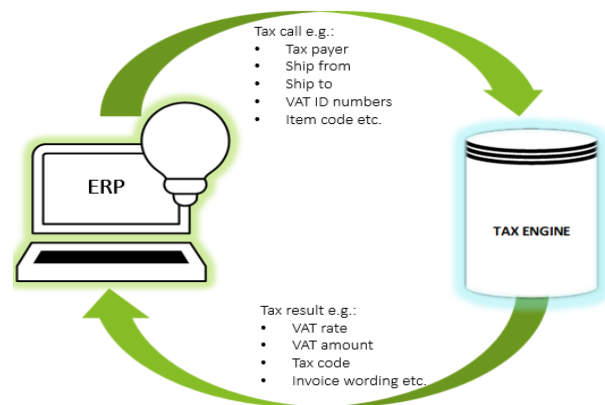 Tax call e.g.:
• Tax payer
• Ship from
• Ship to
• VAT ID numbers
• Item code etc.
ERP
TAX ENGINE
Tax result e.g.:
• VAT rate
• VAT amount
• Tax code
• Invoice wording etc.